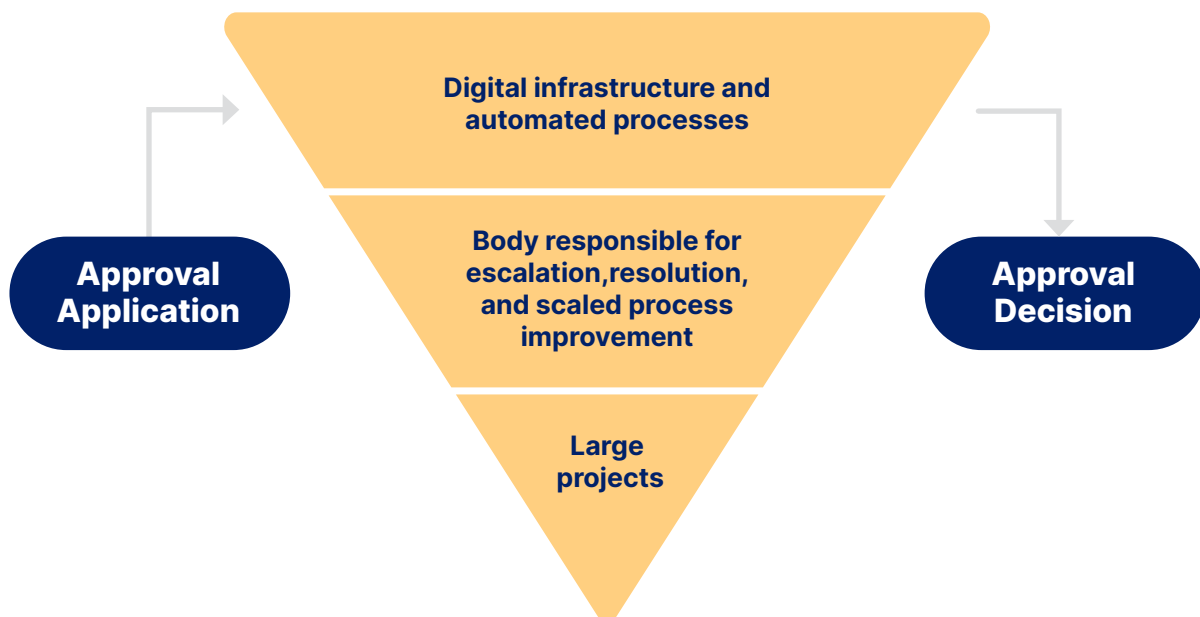 Digital infrastructure and
automated processes
Body responsible for
escalation,resolution,
and scaled process
improvement
Large
projects
Approval
Application
Approval
Decision